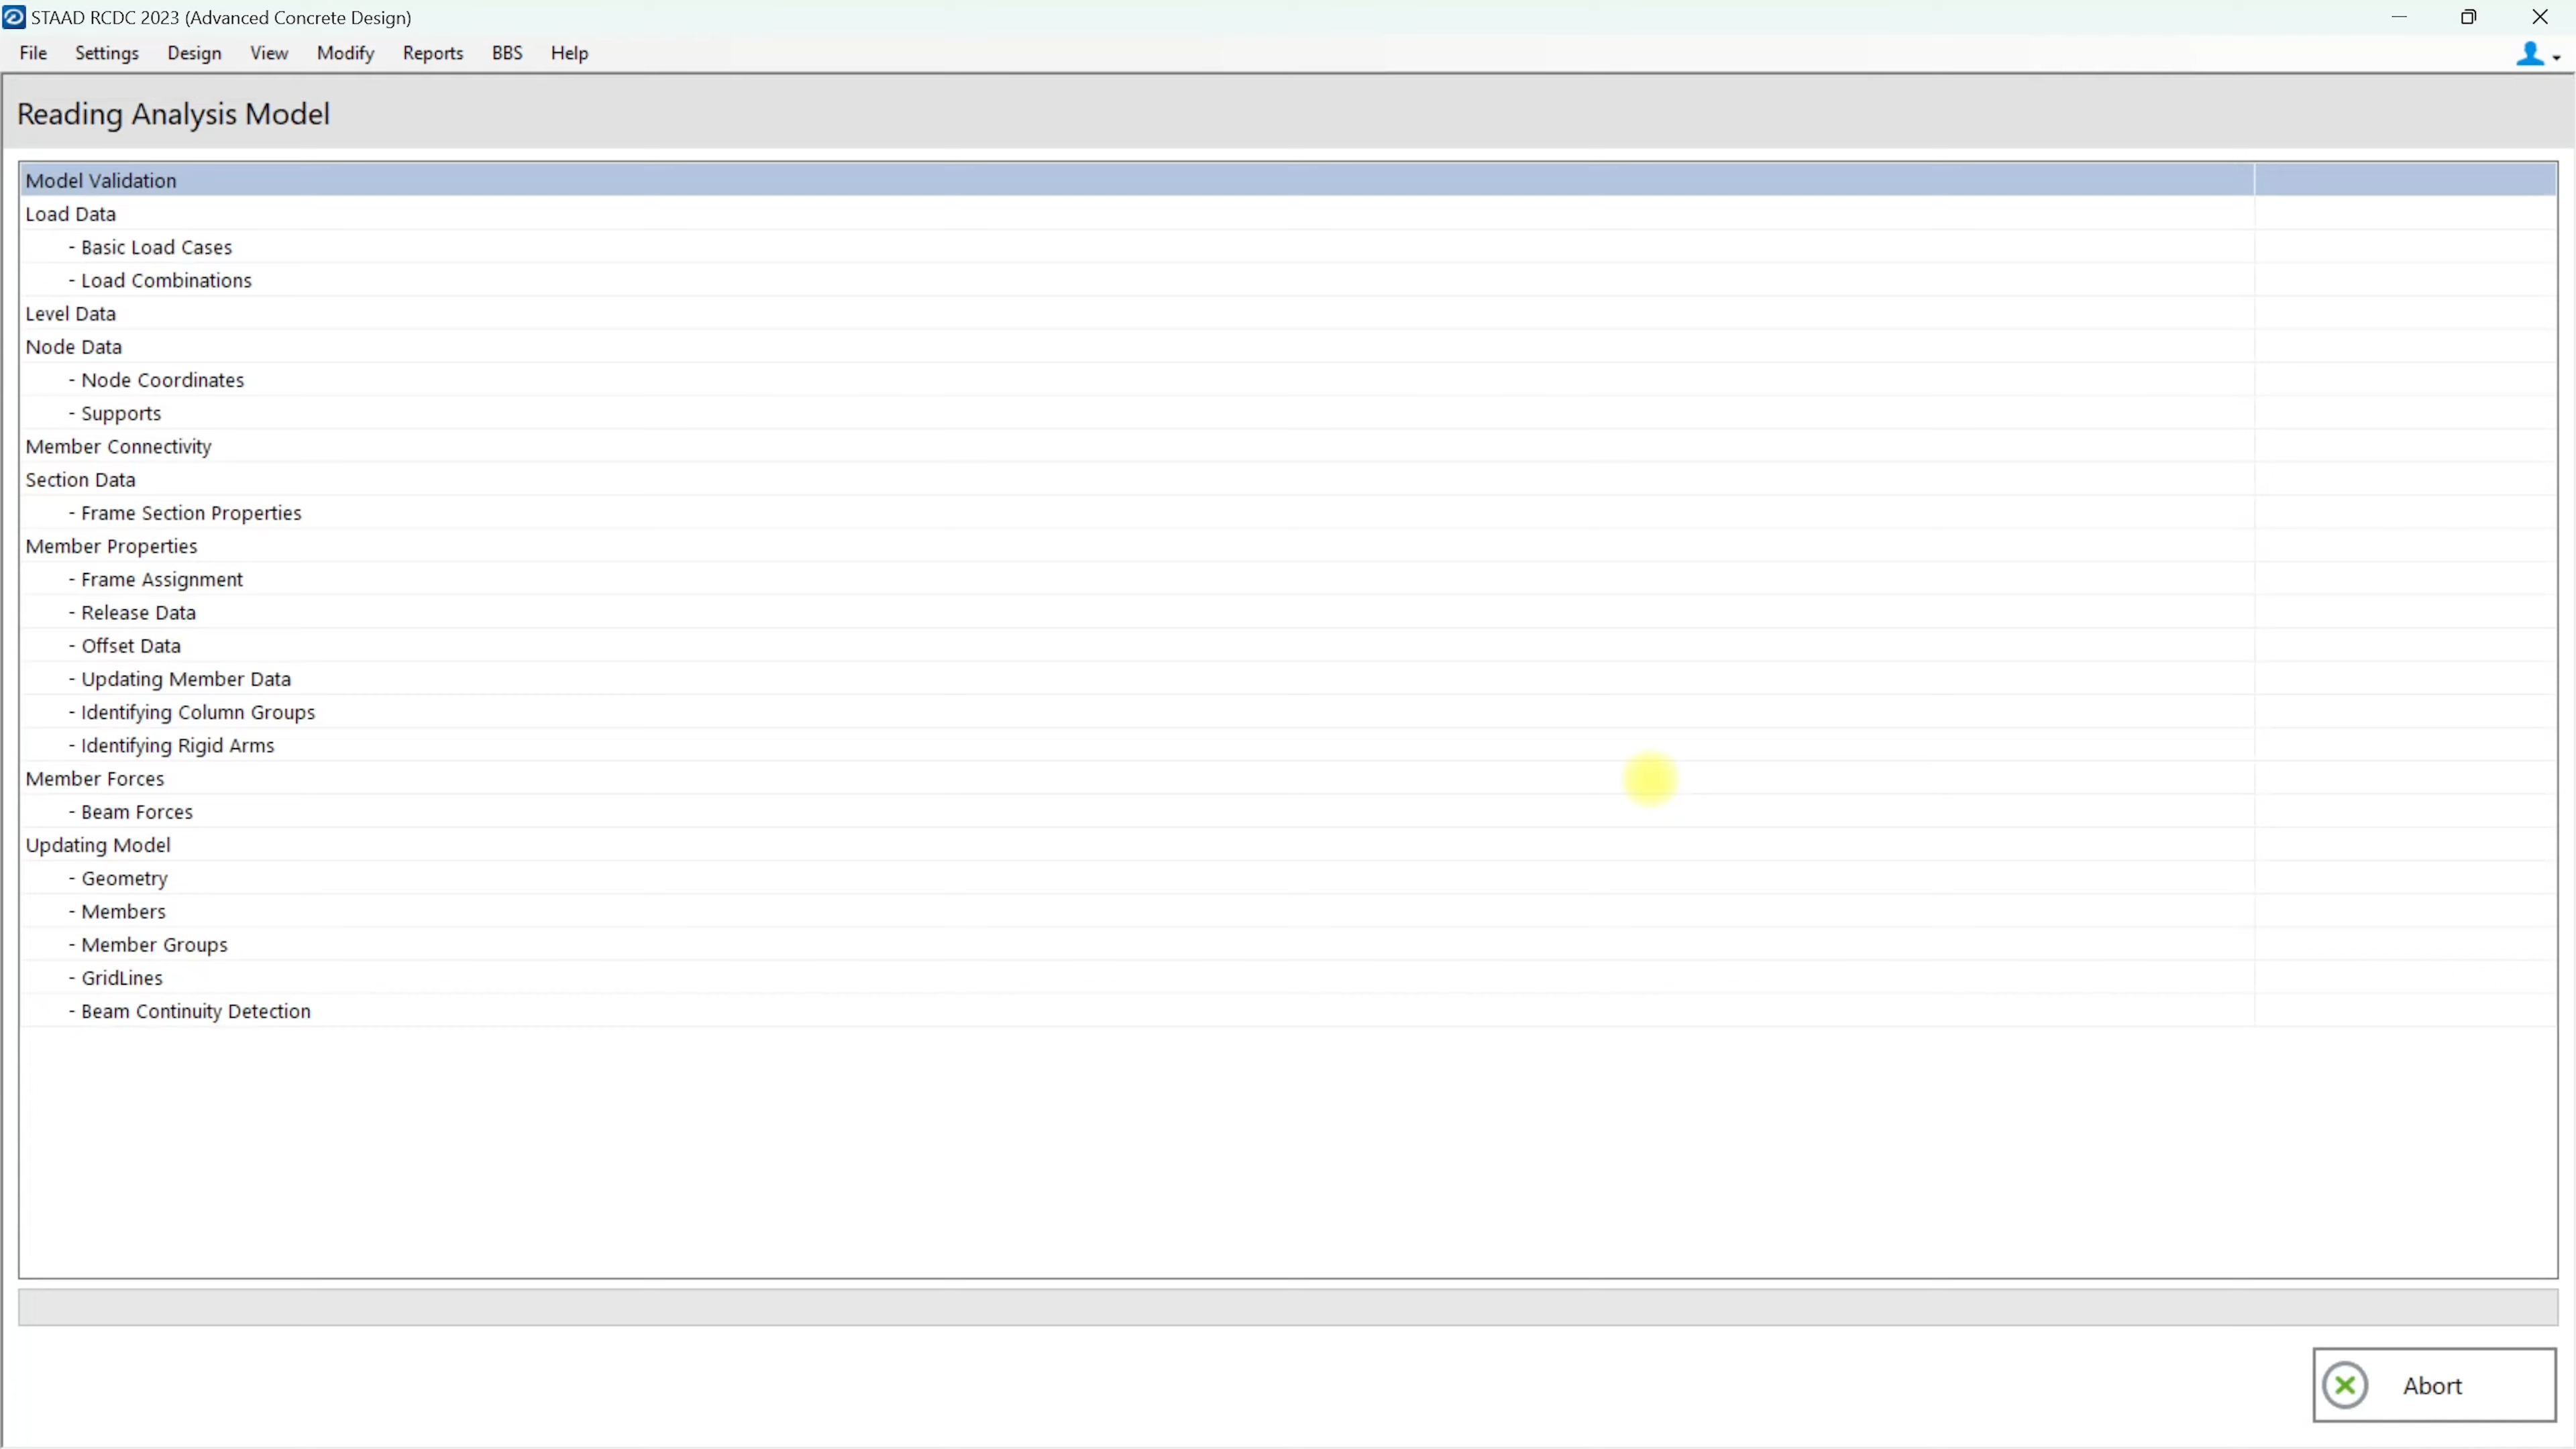 STAAD RCDC 2023 (Advanced Concrete Design)
File Settings Design View Modify Reports BBS Help
Reading Analysis Model
Model Validation
Load Data
- Basic Load Cases
- Load Combinations
Level Data
Node Data
- Node Coordinates
- Supports
Member Connectivity
Section Data
- Frame Section Properties
Member Properties
- Frame Assignment
- Release Data
- Offset Data
- Updating Member Data
- Identifying Column Groups
- Identifying Rigid Arms
Member Forces
- Beam Forces
Updating Model
- Geometry
- Members
- Member Groups
- GridLines
- Beam Continuity Detection
Abort